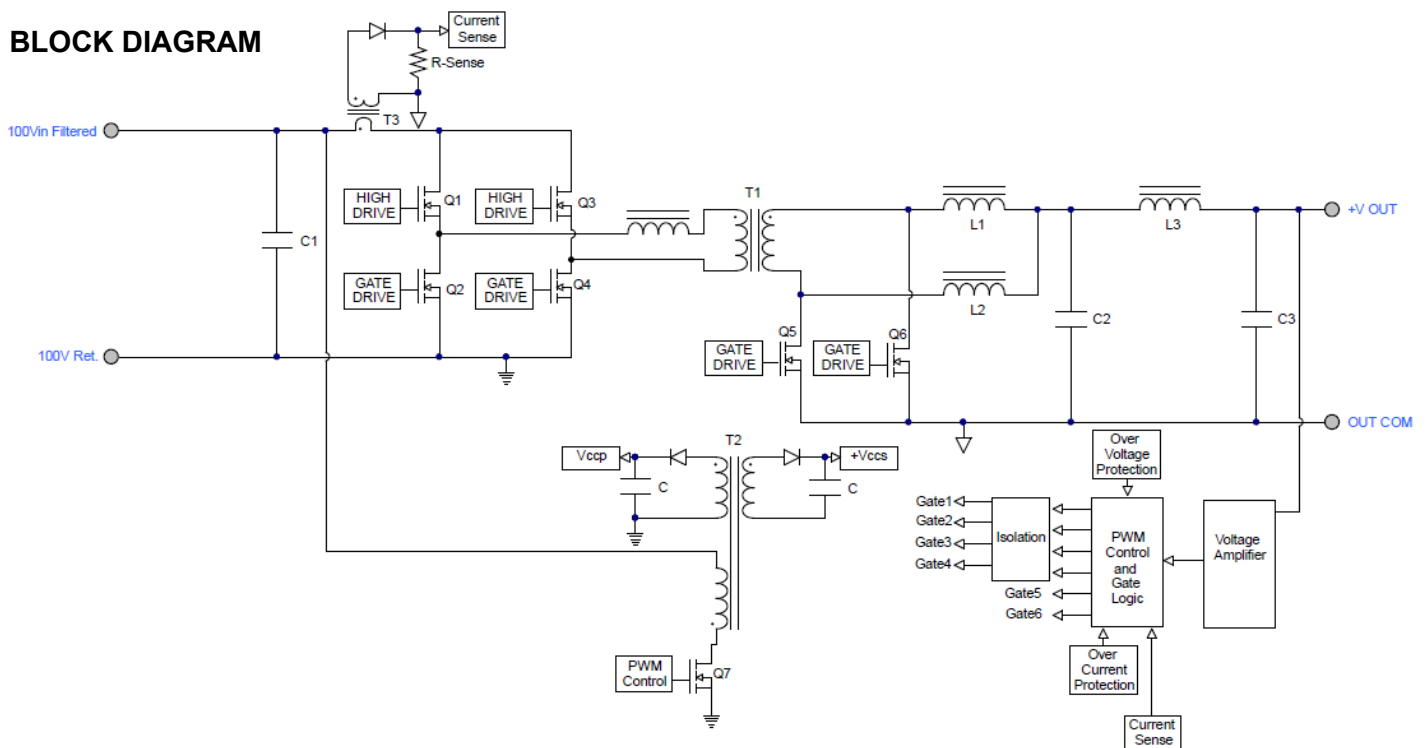 BLOCK DIAGRAM
Current
Sense
R-Sense
T3
100Vin Filtered
C1
HIGH
DRIVE
Q1
HIGH
DRIVE
Q3
GATE
DRIVE
Q2
GATE
DRIVE
Q4
T1
L1
L3
+V OUT
L2
C2
C3
100V Ret.
Q5
GATE
DRIVE
Q6
GATE
DRIVE
OUT COM
T2
Vccp
+Vccs
C
C
Over
Voltage
Protection
Gate1
Gate2
Gate3
Gate4
Isolation
Gate5
Gate6
PWM
Control
and
Gate
Logic
Voltage
Amplifier
Over
Current
Protection
Current
Sense
PWM
Control
Q7